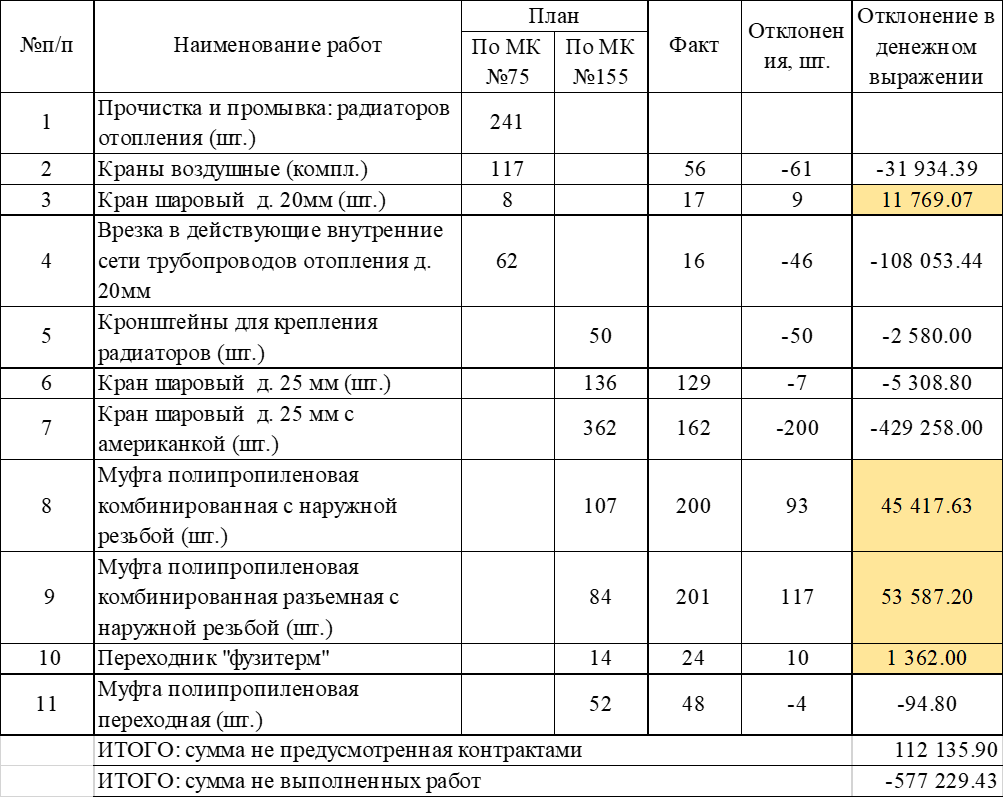 №п/п Наименование работ План Факт Отклонен
ия, шт. Отклонение в
денежном
выражении
По МК
№75 По МК
№155
1 Прочистка и промывка: радиаторов
отопления (шт.) 241
2 Краны воздушные (компл.) 117 56 -61 -31 934.39
3 Кран шаровый д. 20мм (шт.) 8 17 9 11 769.07
4 Врезка в действующие внутренние
сети трубопроводов отопления д.
20мм 62 16 -46 -108 053.44
5 Кронштейны для крепления
радиаторов (шт.) 50 -50 -2 580.00
6 Кран шаровый д. 25 мм (шт.) 136 129 -7 -5 308.80
7 Кран шаровый д. 25 мм с
американкой (шт.) 362 162 -200 -429 258.00
8 Муфта полипропиленовая
комбинированная с наружной
резьбой (шт.) 107 200 93 45 417.63
9 Муфта полипропиленовая
комбинированная разъемная с
наружной резьбой (шт.) 84 201 117 53 587.20
10 Переходник "фузитерм" 14 24 10 1 362.00
11 Муфта полипропиленовая
переходная (шт.) 52 48 -4 -94.80
ИТОГО: сумма не предусмотренная контрактами 112 135.90
ИТОГО: сумма не выполненных работ -577 229.43